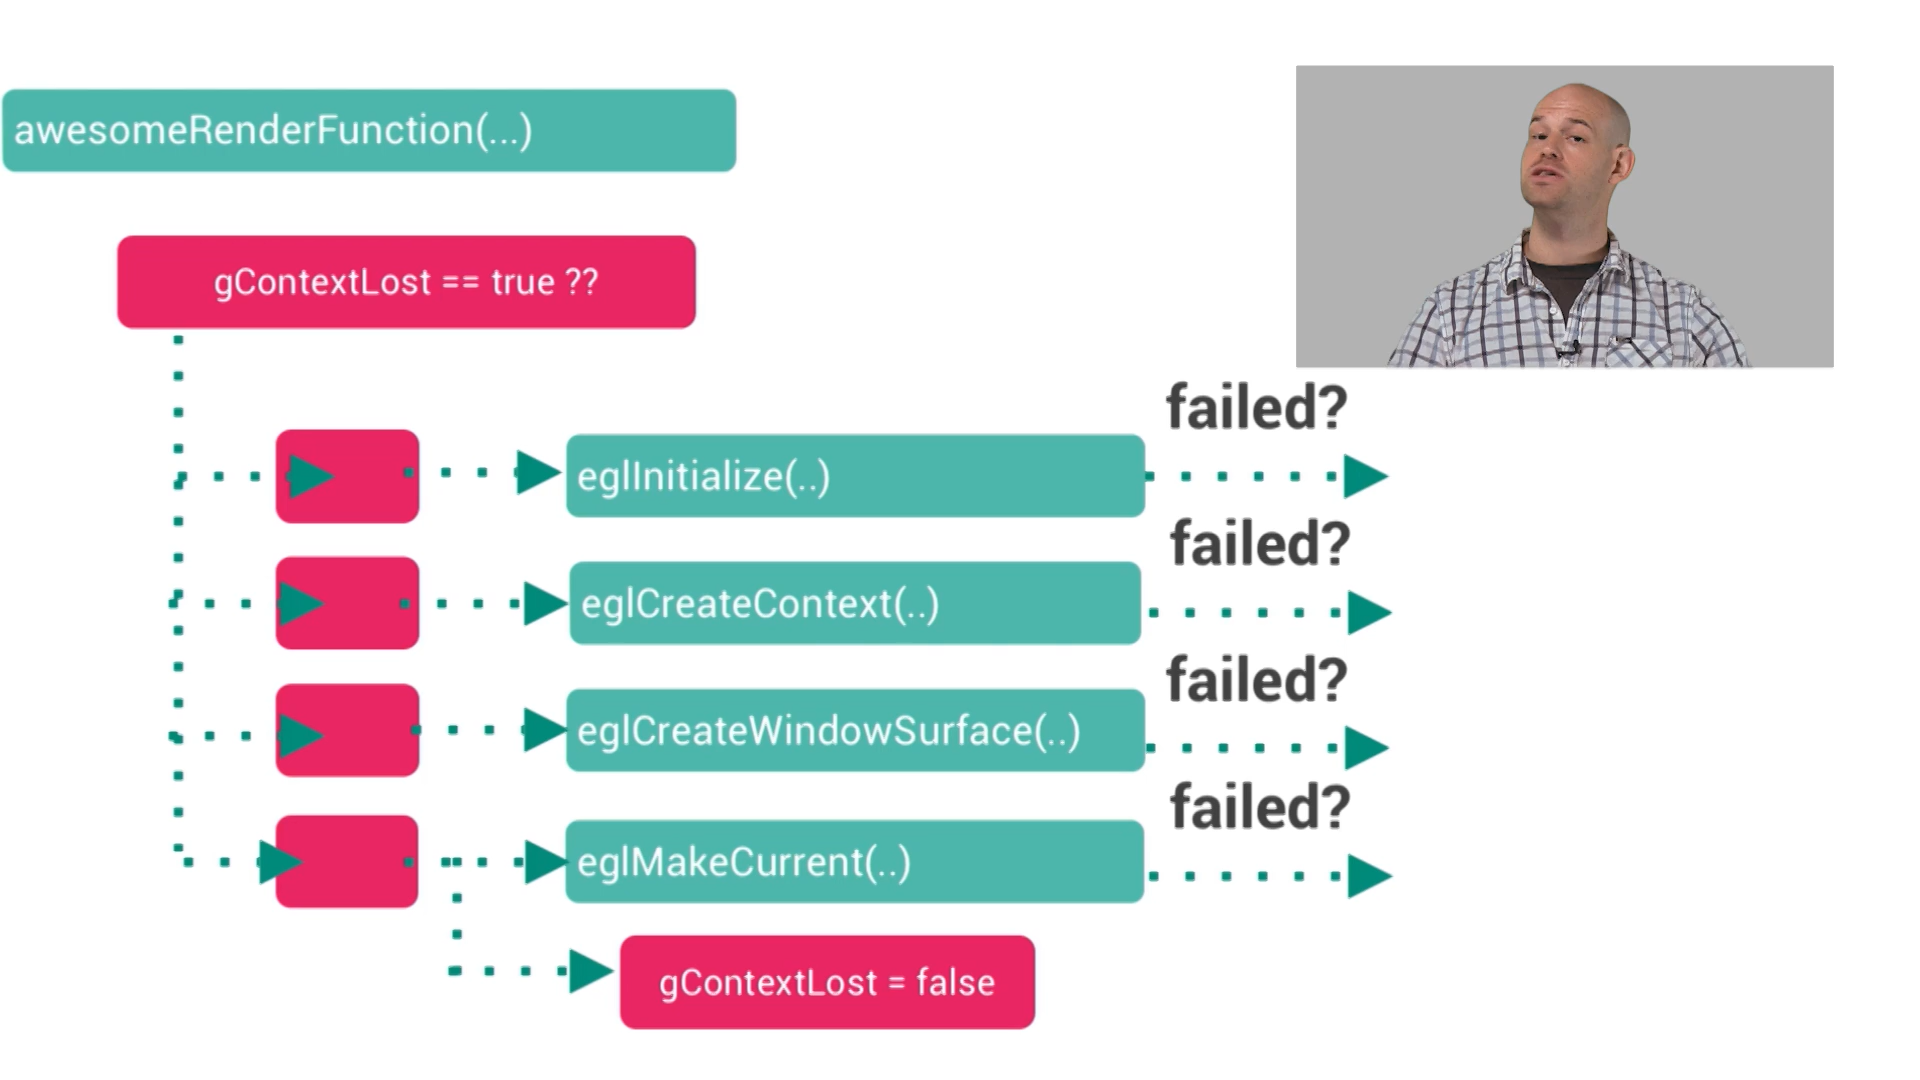 awesomeRenderFunction(...)
gContextLost == true ??
failed?
eglInitialize(..)
failed?
eglCreateContext(..)
failed?
eglCreateWindowSurface(..)
failed?
eglMakeCurrent(..)
gContextLost = false